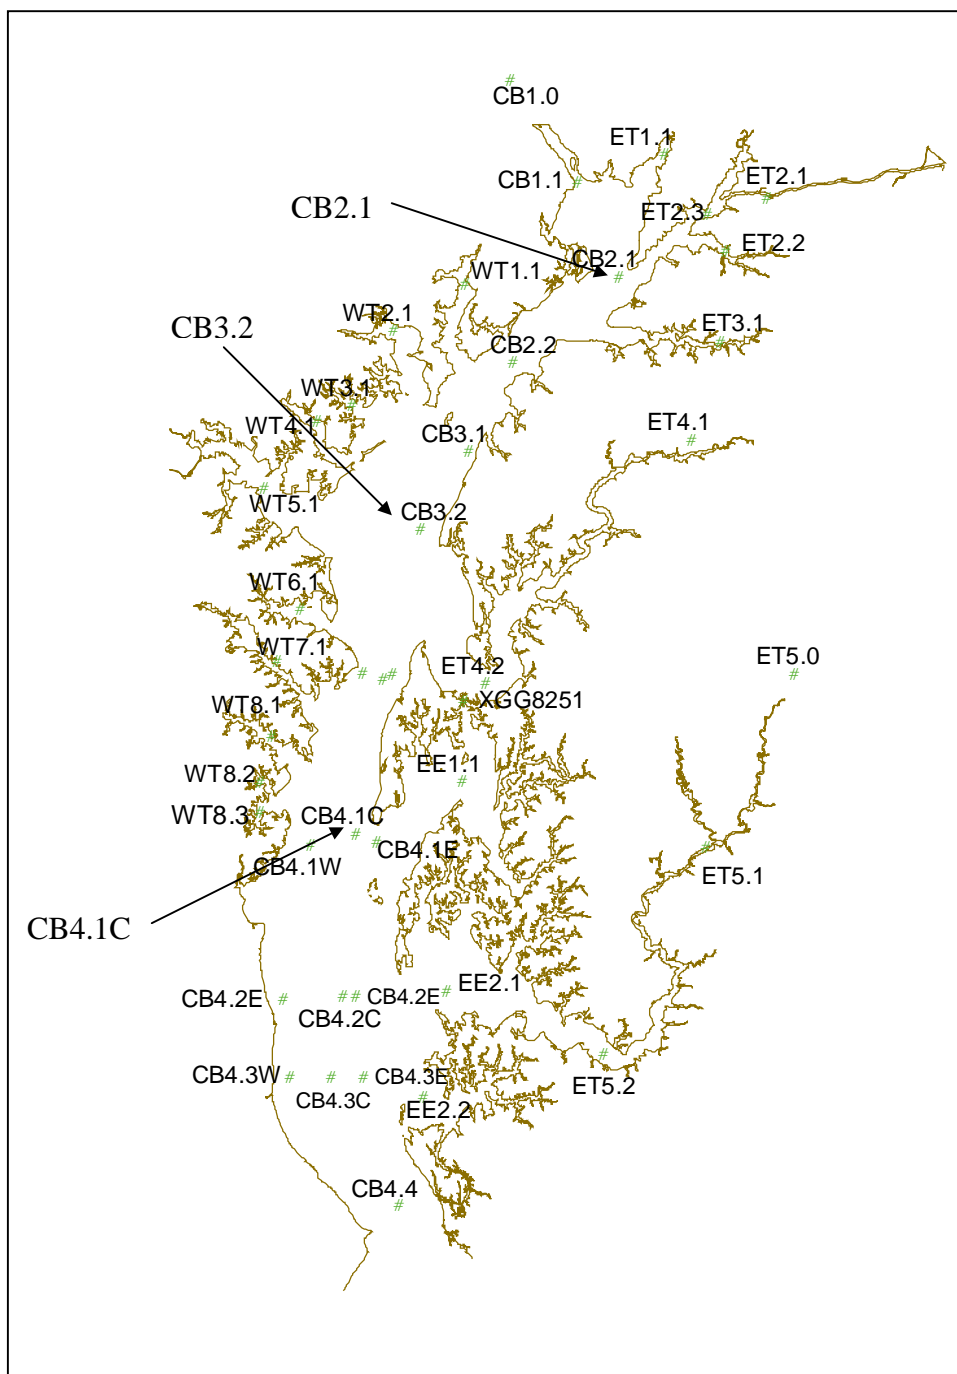 CB1.0
ET1.1
CB1.1
ET2.1
CB2.1
ET2.3
ET2.2
CB2.1
WT1.1
CB3.2
WT2.1
ET3.1
CB2.2
WT3.1
WT4.1
ET4.1
CB3.1
WT5.1
CB3.2
WT6.1
WT7.1
ET4.2
ET5.0
XGG8251
WT8.1
EE1.1
WT8.2
WT8.3
CB4.1C
CB4.1E
CB4.1W
ET5.1
CB4.1C
EE2.1
CB4.2E
CB4.2E
CB4.2C
CB4.3W
CB4.3E
ET5.2
CB4.3C
EE2.2
CB4.4